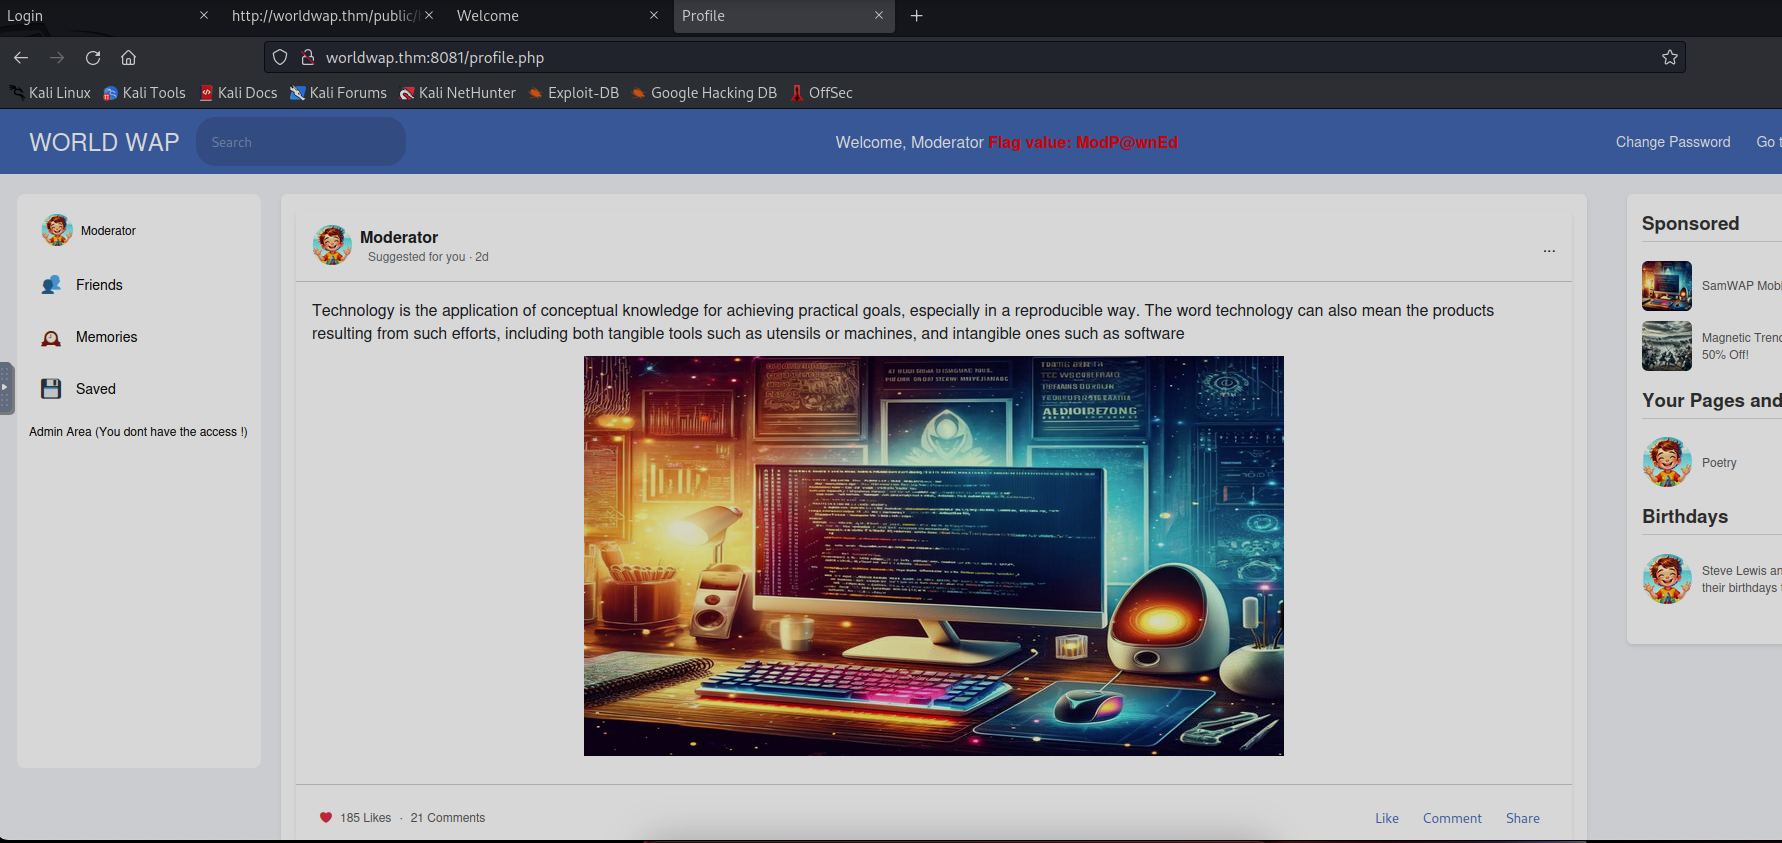 Login
http://worldwap.thm/public/
Welcome
Profile
worldwap.thm:8081/profile.php
Kali Linux
Kali Tools
Kali Docs
Kali Forums
Kali NetHunter
Exploit-DB
Google Hacking DB
OffSec
WORLD WAP
Search
Welcome, Moderator Flag value: ModP@wnEd
Change Password
Go
Moderator
Friends
Memories
Saved
Admin Area (You dont have the access !)
Moderator
Suggested for you · 2d
...
Technology is the application of conceptual knowledge for achieving practical goals, especially in a reproducible way. The word technology can also mean the products
resulting from such efforts, including both tangible tools such as utensils or machines, and intangible ones such as software
185 Likes · 21 Comments
Like
Comment
Share
Sponsored
SamWAP
Magnetic
50% Off!
Your Pages and
Poetry
Birthdays
Steve Lewis
their birthdays